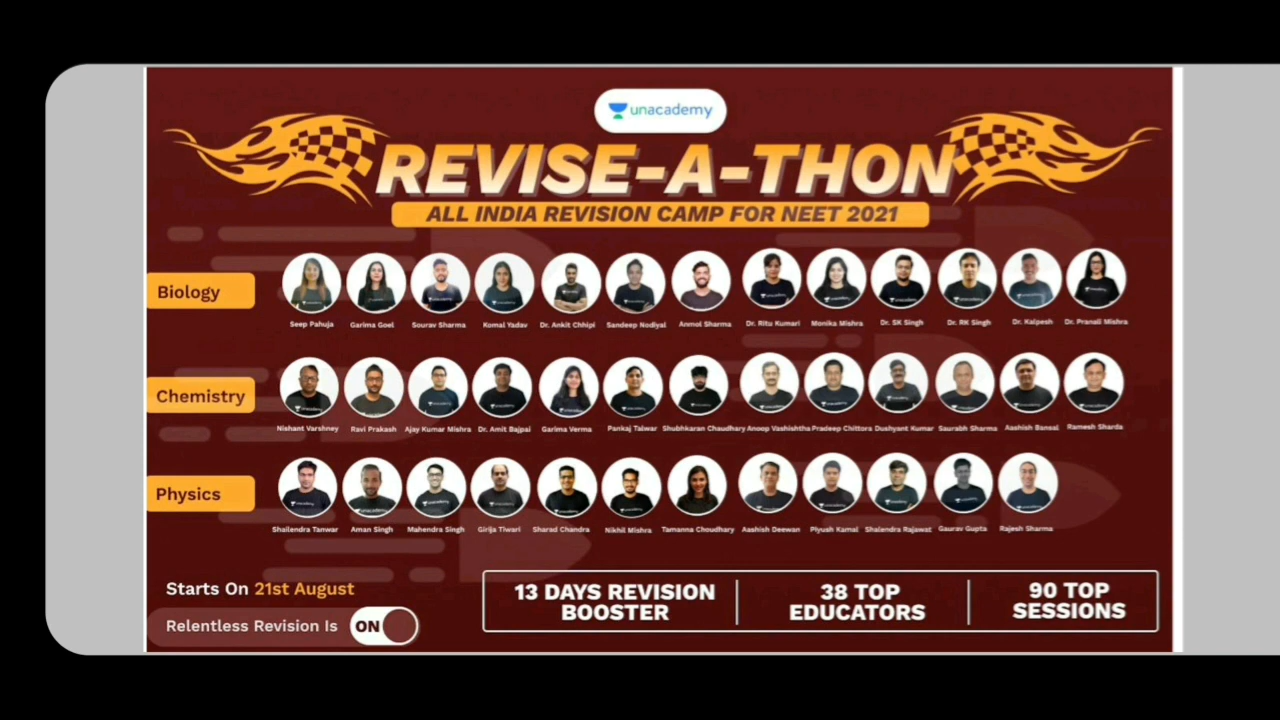 unacademy
REVISE-A-THON
ALL INDIA REVISION CAMP FOR NEET 2021
Biology
Seep Pahuja Garima Goel Sourav Sharma Komal Yadav Dr. Ankit Chhipi Sandeep Nodiyal Anmol Sharma Dr. Ritu Kumari Monika Mishra Dr. SK Singh Dr. RK Singh Dr. Kalpesh Dr. Pranali Mishra
Chemistry
Nishant Varshney Ravi Prakash Ajay Kumar Mishra Dr. Amit Bajpai Garima Verma Pankaj Talwar Shubhkaran Chaudhary Anoop Vashishtha Pradeep Chittora Dushyant Kumar Saurabh Sharma Aashish Bansal Ramesh Sharda
Physics
Shailendra Tanwar Aman Singh Mahendra Singh Girija Tiwari Sharad Chandra Nikhil Mishra Tamanna Choudhary Aashish Deewan Piyush Kamal Shalendra Rajawat Gaurav Gupta Rajesh Sharma
Starts On 21st August
Relentless Revision Is ON
13 DAYS REVISION
BOOSTER
38 TOP
EDUCATORS
90 TOP
SESSIONS